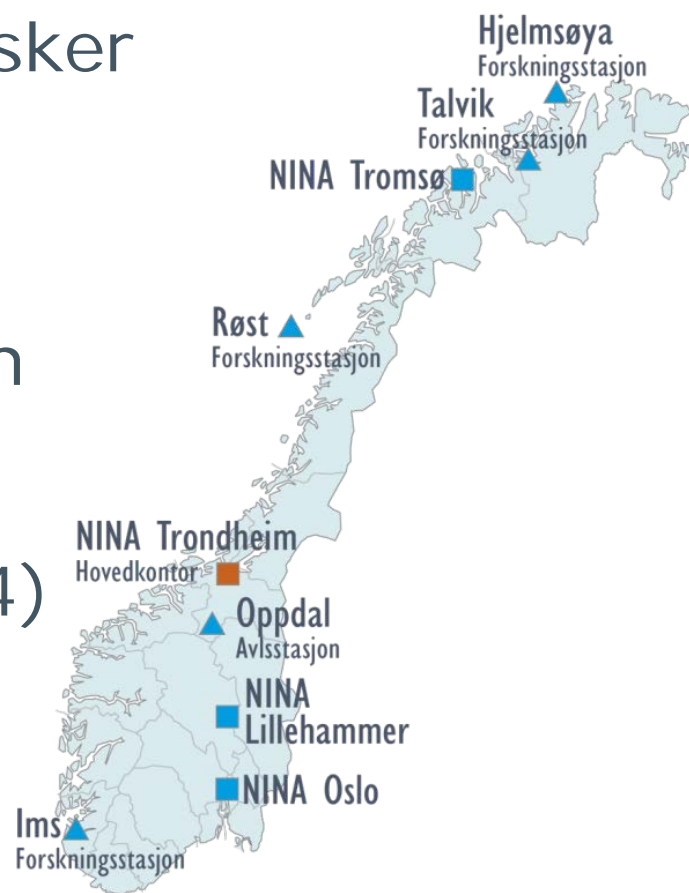 sker
Hjelmsøya
Forskningsstasjon
Talvik
Forskningsstasjon
NINA Tromsø
Røst
Forskningsstasjon
n
NINA Trondheim
Hovedkontor
4)
Oppdal
Avlsstasjon
NINA
Lillehammer
NINA Oslo
Ims
Forskningsstasjon